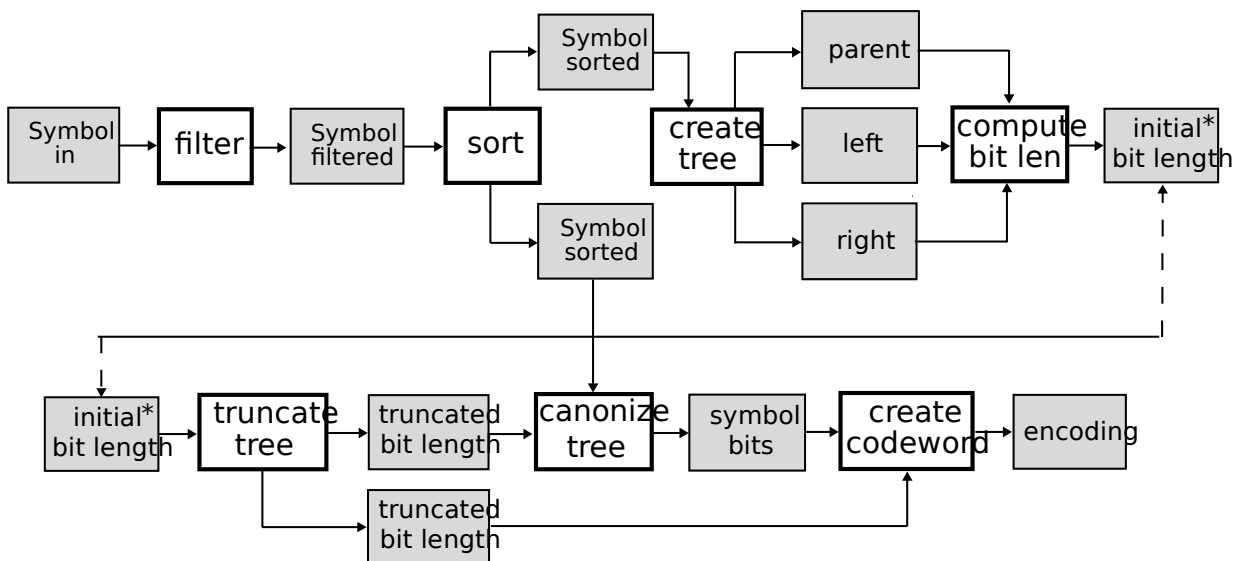 Symbol
in
filter
Symbol
filtered
sort
Symbol
sorted
Symbol
sorted
create
tree
parent
left
right
compute
bit len
initial*
bit length
initial*
bit length
truncate
tree
truncated
bit length
truncated
bit length
canonize
tree
symbol
bits
create
codeword
encoding